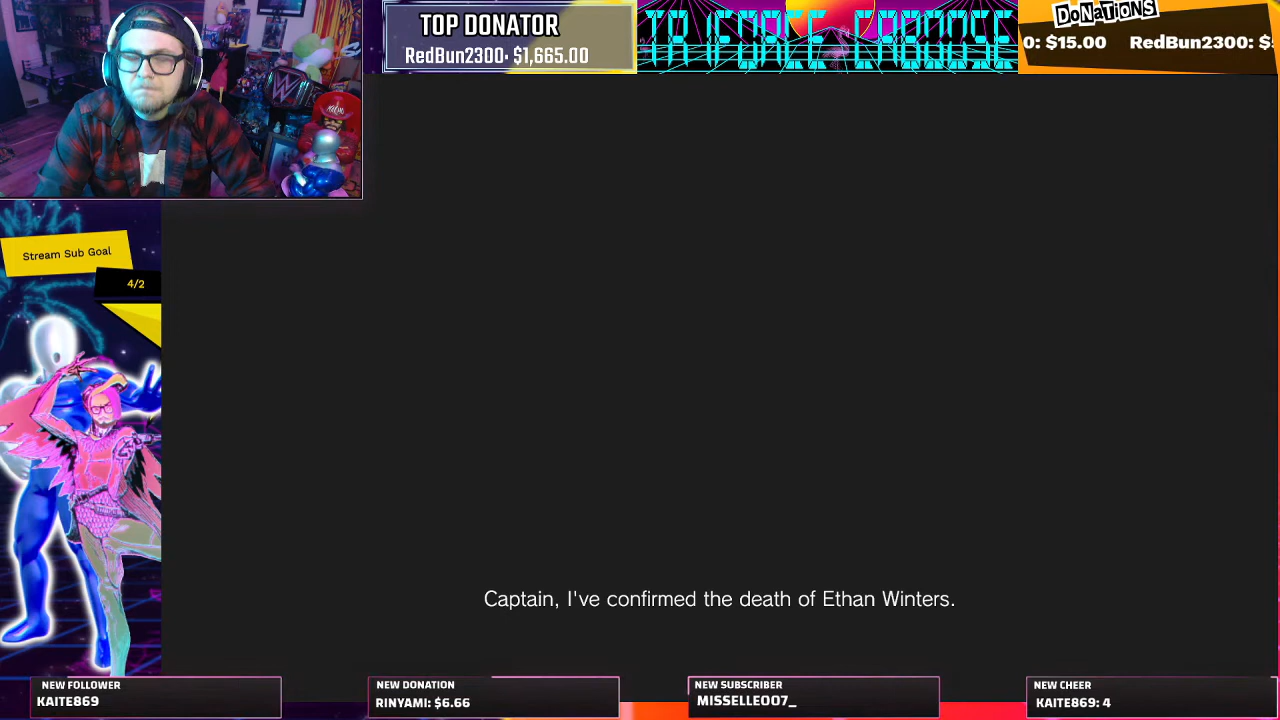 TOP DONATOR
RedBun2300: $1,665.00
TRIFORCE CABOOSE
DONATIONS
0: $15.00 RedBun2300: $
Stream Sub Goal
4/2
Captain, I've confirmed the death of Ethan Winters.
NEW FOLLOWER
KAITE869
NEW DONATION
RINYAMI: $6.66
NEW SUBSCRIBER
MISSELLE007_
NEW CHEER
KAITE869: 4